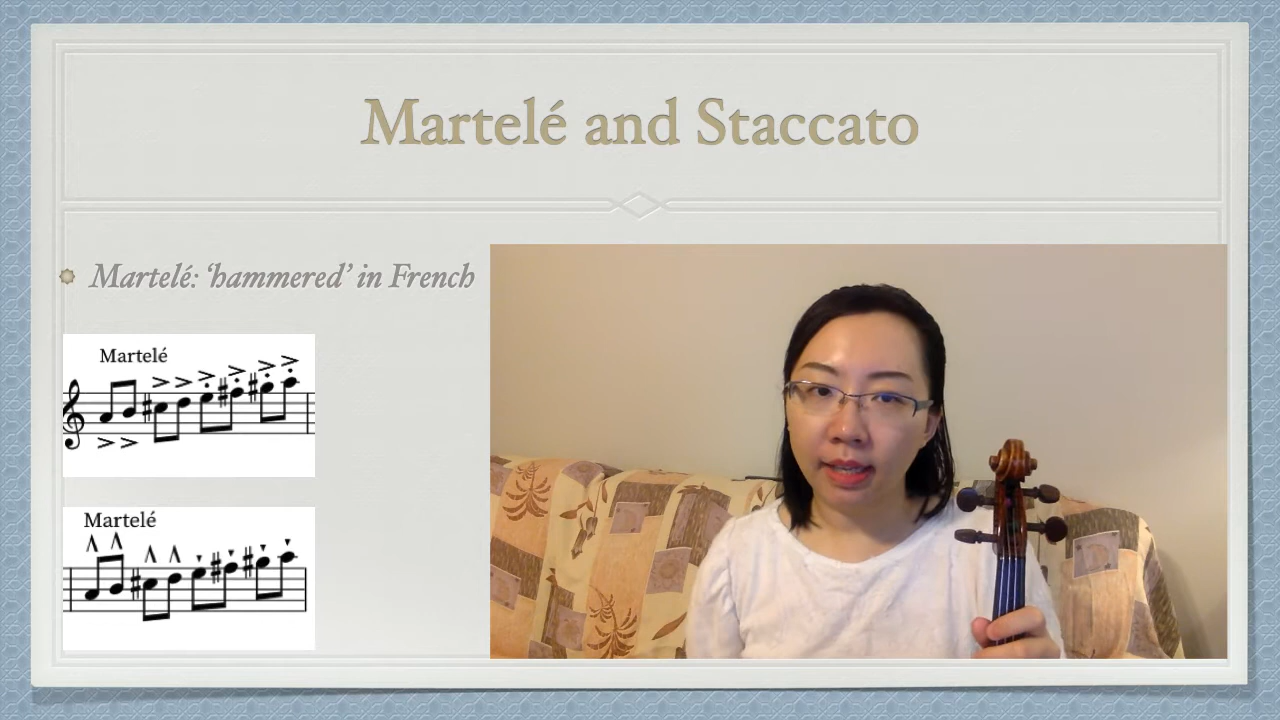 Martelé and Staccato
Martelé: ‘hammered’ in French
Martelé
Martelé